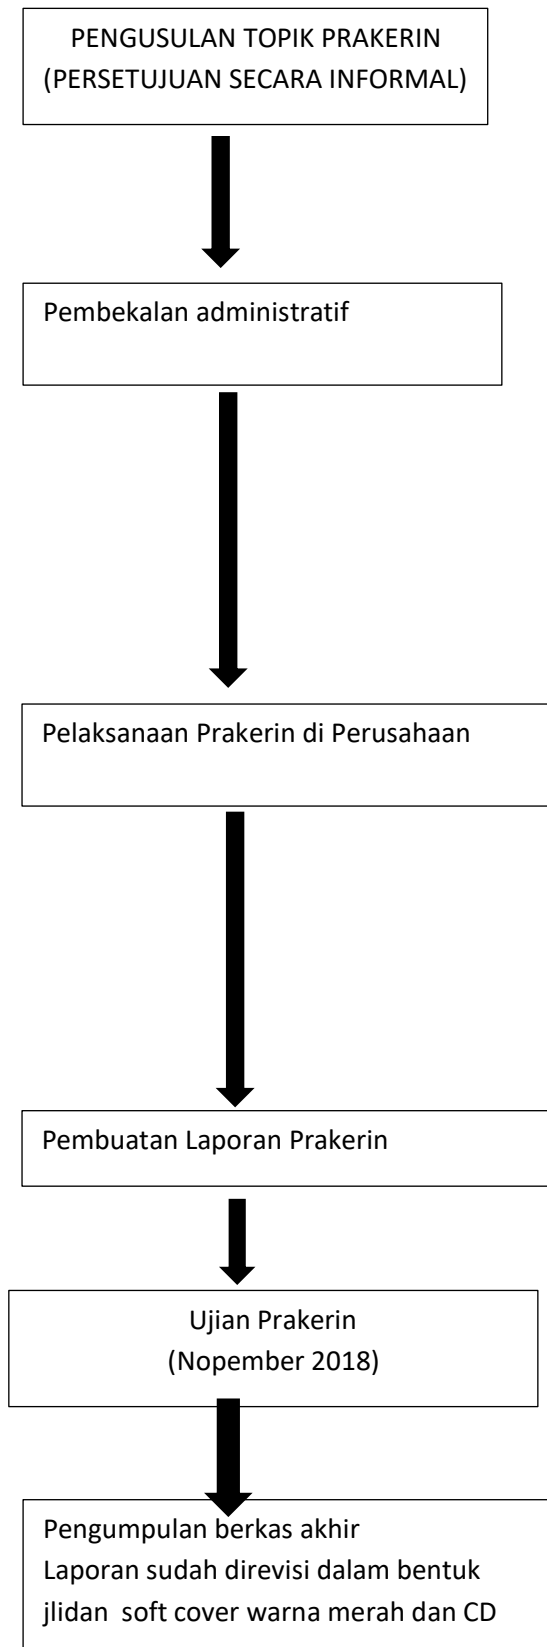 PENGUSULAN TOPIK PRAKERIN
(PERSETUJUAN SECARA INFORMAL)
Pembekalan administratif
Pelaksanaan Prakerin di Perusahaan
Pembuatan Laporan Prakerin
Ujian Prakerin
(Nopember 2018)
Pengumpulan berkas akhir
Laporan sudah direvisi dalam bentuk
jlidan  soft cover warna merah dan CD